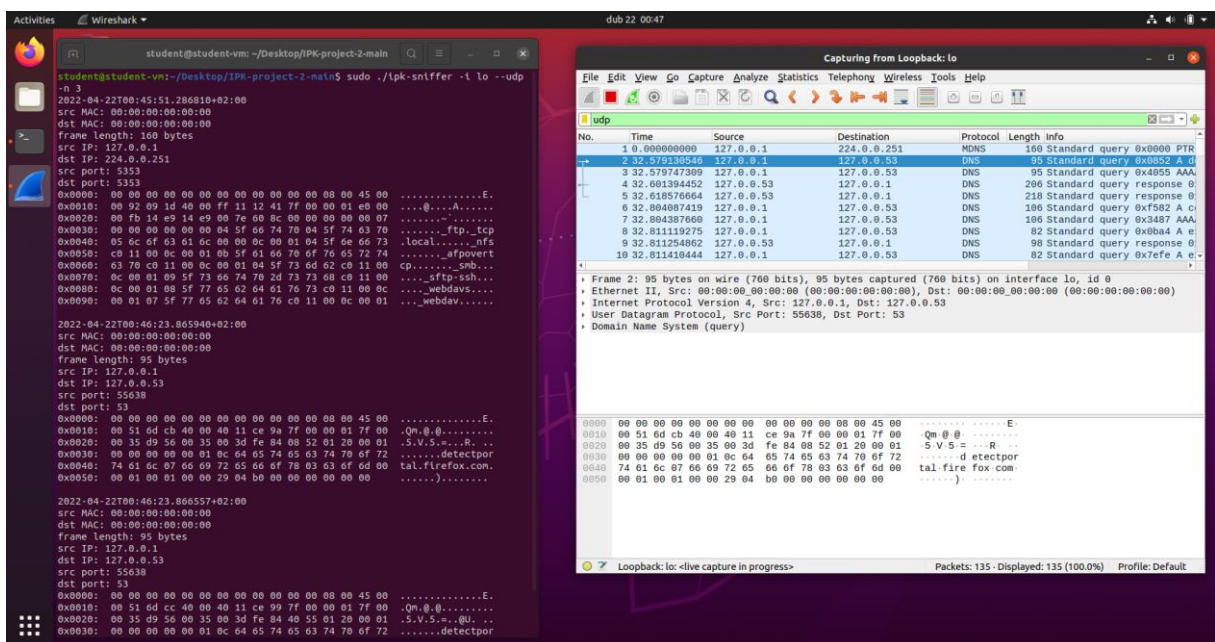 Activities
Wireshark
dub 22 00:47
student@student-vm: ~/Desktop/IPK-project-2-main
student@student-vm:~/Desktop/IPK-project-2-main$ sudo ./ipk-sniffer -i lo --udp
-n 3
2022-04-22T00:45:51.286810+02:00
src MAC: 00:00:00:00:00:00
dst MAC: 00:00:00:00:00:00
frame length: 160 bytes
src IP: 127.0.0.1
dst IP: 224.0.0.251
src port: 5353
dst port: 5353
0x0000: 00 00 00 00 00 00 00 00 00 00 00 00 08 00 45 00 ..............E.
0x0010: 00 92 09 1d 40 00 ff 11 12 41 7f 00 00 01 e0 00 ....@....A......
0x0020: 00 fb 14 e9 14 e9 00 7e 60 8c 00 00 00 00 00 07 .......~`.......
0x0030: 00 00 00 00 00 00 04 5f 66 74 70 04 5f 74 63 70 ......._ftp._tcp
0x0040: 05 6c 6f 63 61 6c 00 00 0c 00 01 04 5f 6e 66 73 .local......_nfs
0x0050: c0 11 00 0c 00 01 0b 5f 61 66 70 6f 76 65 72 74 ......._afpovert
0x0060: 63 70 c0 11 00 0c 00 01 04 5f 73 6d 62 c0 11 00 cp......._smb...
0x0070: 0c 00 01 09 5f 73 66 74 70 2d 73 73 68 c0 11 00 ...._sftp-ssh...
0x0080: 0c 00 01 08 5f 77 65 62 64 61 76 73 c0 11 00 0c ...._webdavs....
0x0090: 00 01 07 5f 77 65 62 64 61 76 c0 11 00 0c 00 01 ..._webdav......
2022-04-22T00:46:23.865940+02:00
src MAC: 00:00:00:00:00:00
dst MAC: 00:00:00:00:00:00
frame length: 95 bytes
src IP: 127.0.0.1
dst IP: 127.0.0.53
src port: 55638
dst port: 53
0x0000: 00 00 00 00 00 00 00 00 00 00 00 00 08 00 45 00 ..............E.
0x0010: 00 51 6d cb 40 00 40 11 ce 9a 7f 00 00 01 7f 00 .Qm.@.@.........
0x0020: 00 35 d9 56 00 35 00 3d fe 84 08 52 01 20 00 01 .5.V.5.=...R. ..
0x0030: 00 00 00 00 00 01 0c 64 65 74 65 63 74 70 6f 72 .......detectpor
0x0040: 74 61 6c 07 66 69 72 65 66 6f 78 03 63 6f 6d 00 tal.firefox.com.
0x0050: 00 01 00 01 00 00 29 04 b0 00 00 00 00 00 00 ......)........
2022-04-22T00:46:23.866557+02:00
src MAC: 00:00:00:00:00:00
dst MAC: 00:00:00:00:00:00
frame length: 95 bytes
src IP: 127.0.0.1
dst IP: 127.0.0.53
src port: 55638
dst port: 53
0x0000: 00 00 00 00 00 00 00 00 00 00 00 00 08 00 45 00 ..............E.
0x0010: 00 51 6d cc 40 00 40 11 ce 99 7f 00 00 01 7f 00 .Qm.@.@.........
0x0020: 00 35 d9 56 00 35 00 3d fe 84 40 55 01 20 00 01 .5.V.5.=..@U. ..
0x0030: 00 00 00 00 00 01 0c 64 65 74 65 63 74 70 6f 72 .......detectpor
Capturing from Loopback: lo
File Edit View Go Capture Analyze Statistics Telephony Wireless Tools Help
udp
No. Time Source Destination Protocol Length Info
1 0.000000000 127.0.0.1 224.0.0.251 MDNS 160 Standard query 0x0000 PTR
2 32.579130546 127.0.0.1 127.0.0.53 DNS 95 Standard query 0x0852 A de
3 32.579747309 127.0.0.1 127.0.0.53 DNS 95 Standard query 0x4055 AAA
4 32.601394452 127.0.0.53 127.0.0.1 DNS 206 Standard query response 0
5 32.618576664 127.0.0.53 127.0.0.1 DNS 218 Standard query response 0
6 32.804087419 127.0.0.1 127.0.0.53 DNS 106 Standard query 0xf582 A c
7 32.804387660 127.0.0.1 127.0.0.53 DNS 106 Standard query 0x3487 AAA
8 32.811119275 127.0.0.1 127.0.0.53 DNS 82 Standard query 0x0ba4 A e
9 32.811254862 127.0.0.53 127.0.0.1 DNS 98 Standard query response 0
10 32.811410444 127.0.0.1 127.0.0.53 DNS 82 Standard query 0x7efe A e
Frame 2: 95 bytes on wire (760 bits), 95 bytes captured (760 bits) on interface lo, id 0
Ethernet II, Src: 00:00:00_00:00:00 (00:00:00:00:00:00), Dst: 00:00:00_00:00:00 (00:00:00:00:00:00)
Internet Protocol Version 4, Src: 127.0.0.1, Dst: 127.0.0.53
User Datagram Protocol, Src Port: 55638, Dst Port: 53
Domain Name System (query)
0000 00 00 00 00 00 00 00 00 00 00 00 00 08 00 45 00 ········ ······E·
0010 00 51 6d cb 40 00 40 11 ce 9a 7f 00 00 01 7f 00 ·Qm·@·@· ········
0020 00 35 d9 56 00 35 00 3d fe 84 08 52 01 20 00 01 ·5·V·5·= ···R· ··
0030 00 00 00 00 00 01 0c 64 65 74 65 63 74 70 6f 72 ·······d etectpor
0040 74 61 6c 07 66 69 72 65 66 6f 78 03 63 6f 6d 00 tal·fire fox·com·
0050 00 01 00 01 00 00 29 04 b0 00 00 00 00 00 00 ······)· ·······
Loopback: lo: <live capture in progress>
Packets: 135 · Displayed: 135 (100.0%)
Profile: Default